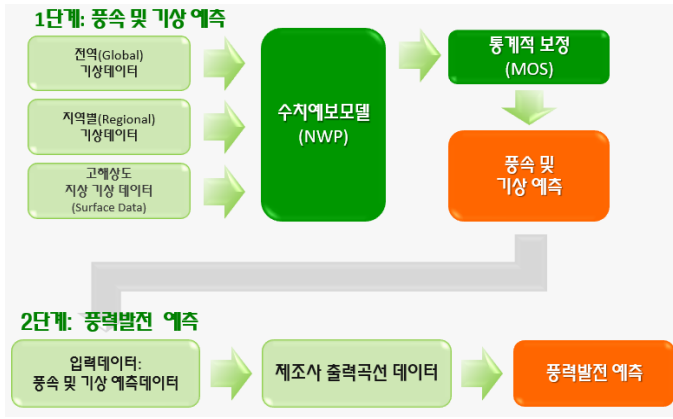 1단계: 풍속 및 기상 예측
전역(Global)
기상데이터
지역별(Regional)
기상데이터
고해상도
지상 기상 데이터
(Surface Data)
수치예보모델
(NWP)
통계적 보정
(MOS)
풍속 및
기상 예측
2단계: 풍력발전 예측
입력데이터:
풍속 및 기상 예측데이터
제조사 출력곡선 데이터
풍력발전 예측